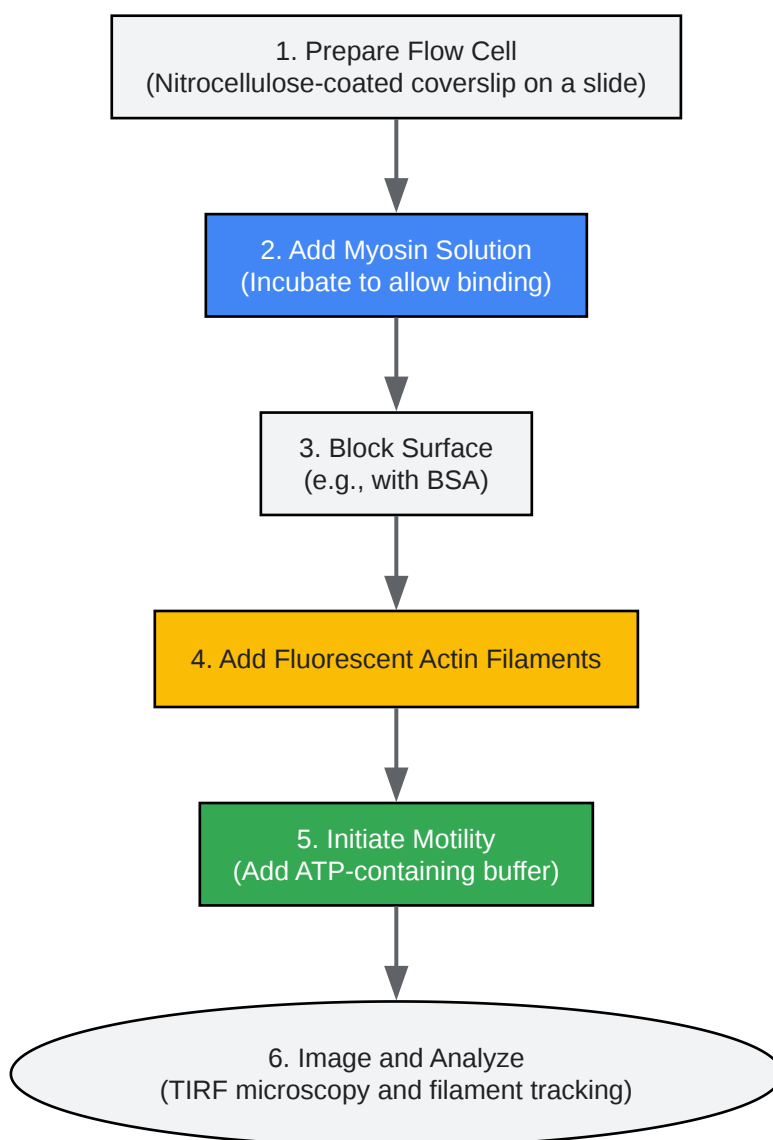 1. Prepare Flow Cell
(Nitrocellulose-coated coverslip on a slide)
2. Add Myosin Solution
(Incubate to allow binding)
3. Block Surface
(e.g., with BSA)
4. Add Fluorescent Actin Filaments
5. Initiate Motility
(Add ATP-containing buffer)
6. Image and Analyze
(TIRF microscopy and filament tracking)